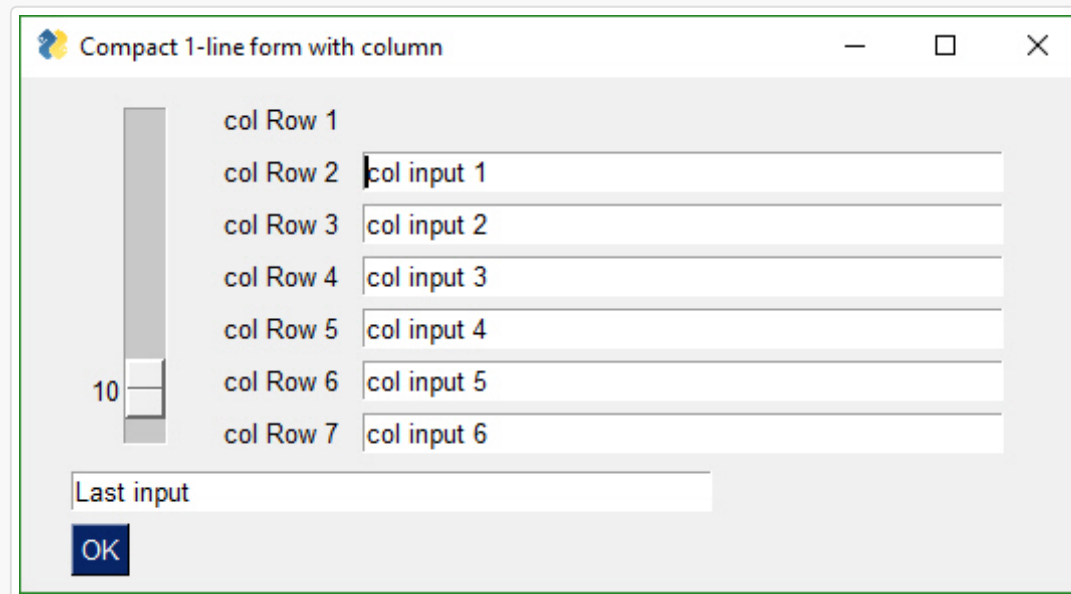 Compact 1-line form with column
col Row 1
col Row 2 col input 1
col Row 3 col input 2
col Row 4 col input 3
col Row 5 col input 4
10 col Row 6 col input 5
col Row 7 col input 6
Last input
OK